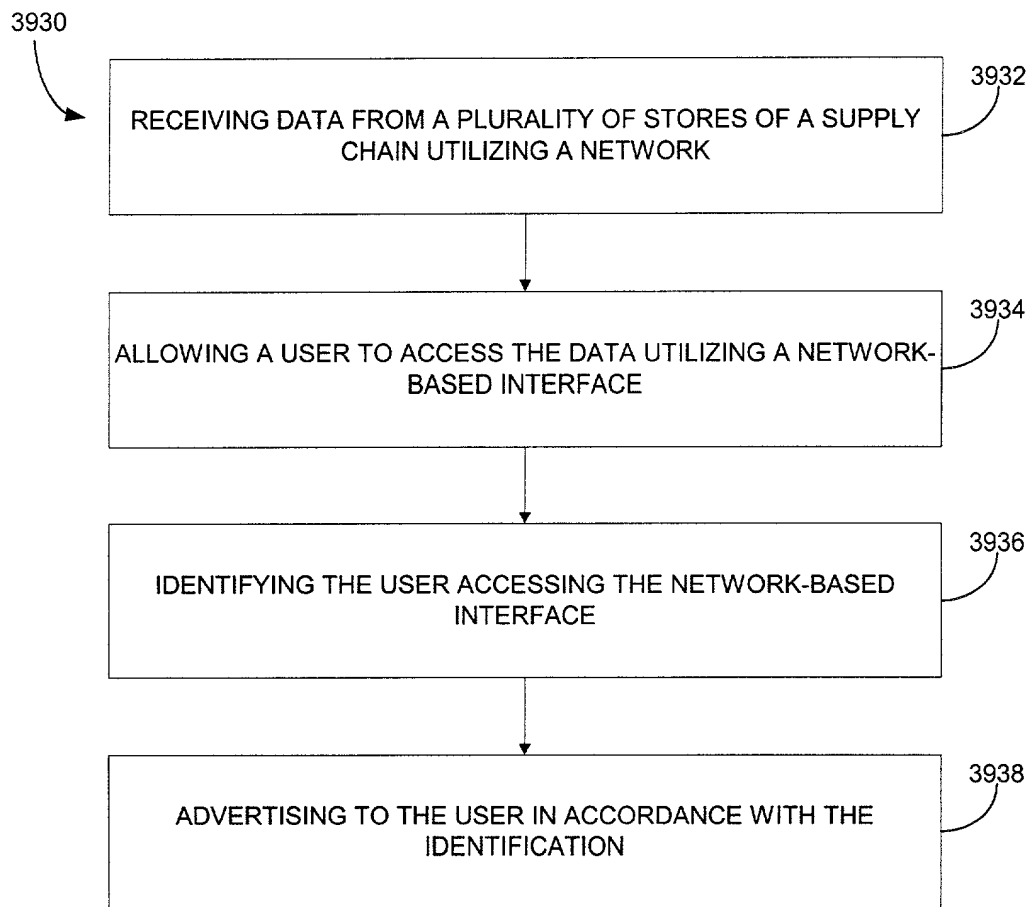 3930
3932
RECEIVING DATA FROM A PLURALITY OF STORES OF A SUPPLY
CHAIN UTILIZING A NETWORK
3934
ALLOWING A USER TO ACCESS THE DATA UTILIZING A NETWORK-
BASED INTERFACE
3936
IDENTIFYING THE USER ACCESSING THE NETWORK-BASED
INTERFACE
3938
ADVERTISING TO THE USER IN ACCORDANCE WITH THE
IDENTIFICATION